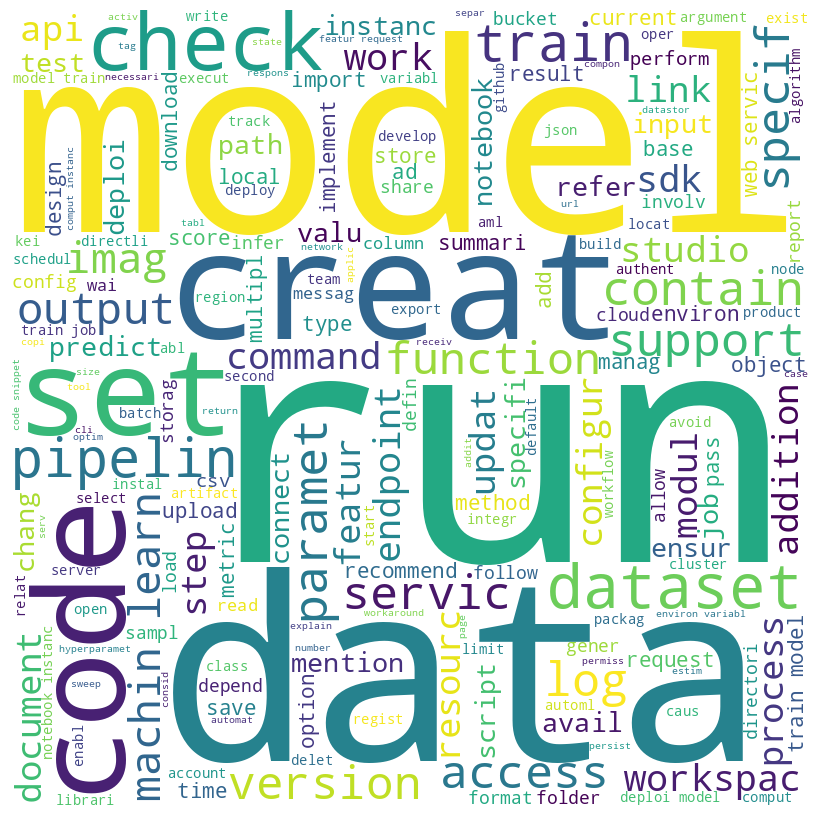 activ
write
instanc
bucket
current
argument
exist
api
tag
check
state
featur request
work
train
oper
separ
specif
test
necessari
respons
execut
import
variabl
result
perform
compon
link
model train
model
download
track
develop
github
json
datastor
input
web servic
algorithm
design
comput instanc
deploi
path
local
store
ad
share
deploy
implement
notebook
base
sdk
refer
involv
kei
tabl
score
infer
valu
network
column
summari
aml
url
locat
report
directli
schedul
imag
config
wai
creat
team
applic
build
studio
authent
node
output
region
multipl
messag
type
export
receiv
add
contain
cloud
environ
product
train job
copi
predict
abl
command
function
support
manag
object
code snippet
size
tool
set
second
return
run
defin
specifi
default
case
batch
storag
cli
optim
paramet
featur
endpoint
updat
configur
avoid
modul
addition
pipelin
csv
connect
addit
workflow
allow
job
pass
instal
artifact
upload
start
method
integr
ensur
select
serv
chang
code
machin learn
step
metric
load
server
relat
read
recommend
follow
cluster
open
sampl
servic
workaround
page
dataset
document
notebook instanc
hyperparamet
explain
number
limit
packag
environ variabl
data
class
mention
resourc
gener
permiss
request
directori
process
train model
sweep
consid
depend
option
save
regist
script
log
estim
automl
caus
avail
enabl
automat
persist
account
time
delet
version
access
workspac
librari
format
folder
deploi model
comput